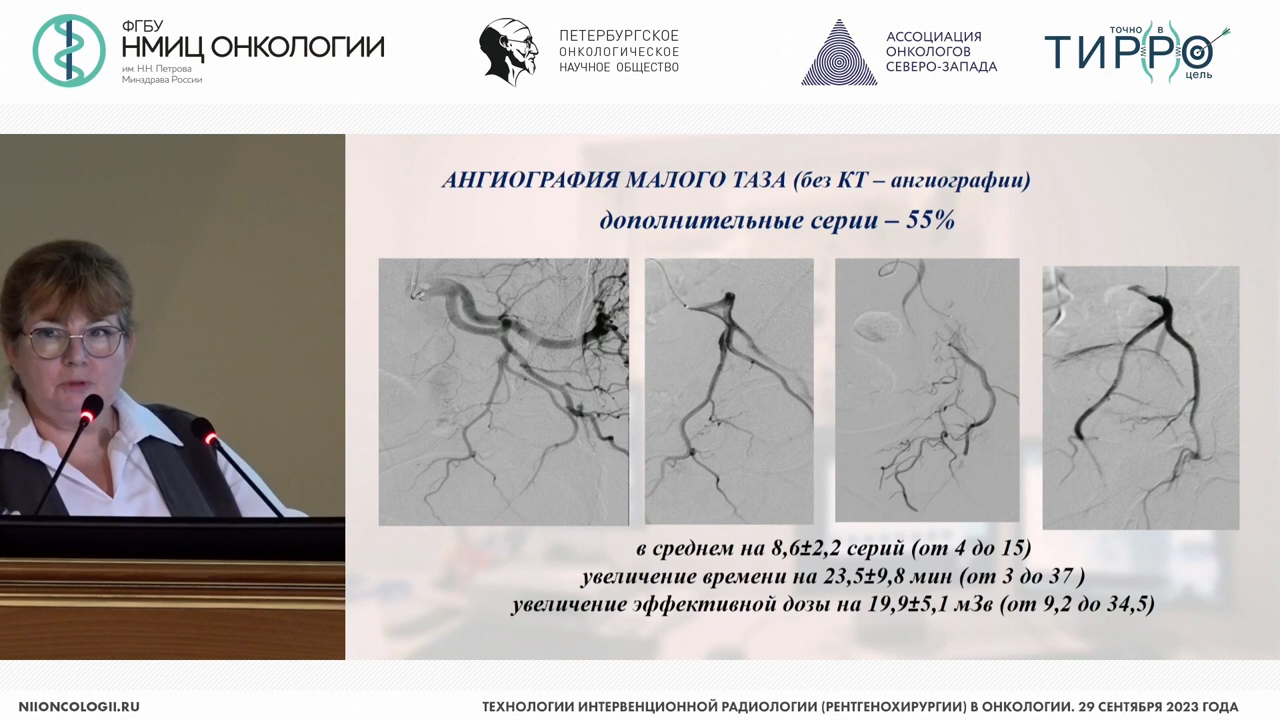 ФГБУ
НМИЦ ОНКОЛОГИИ
им. Н.Н. Петрова
Минздрава России
ПЕТЕРБУРГСКОЕ
ОНКОЛОГИЧЕСКОЕ
НАУЧНОЕ ОБЩЕСТВО
АССОЦИАЦИЯ
ОНКОЛОГОВ
СЕВЕРО-ЗАПАДА
ТОЧНО В
ТИРРО
цель
АНГИОГРАФИЯ МАЛОГО ТАЗА (без КТ – ангиографии)
дополнительные серии – 55%
в среднем на 8,6±2,2 серий (от 4 до 15)
увеличение времени на 23,5±9,8 мин (от 3 до 37 )
увеличение эффективной дозы на 19,9±5,1 мЗв (от 9,2 до 34,5)
NIIONCOLOGII.RU
ТЕХНОЛОГИИ ИНТЕРВЕНЦИОННОЙ РАДИОЛОГИИ (РЕНТГЕНОХИРУРГИИ) В ОНКОЛОГИИ. 29 СЕНТЯБРЯ 2023 ГОДА